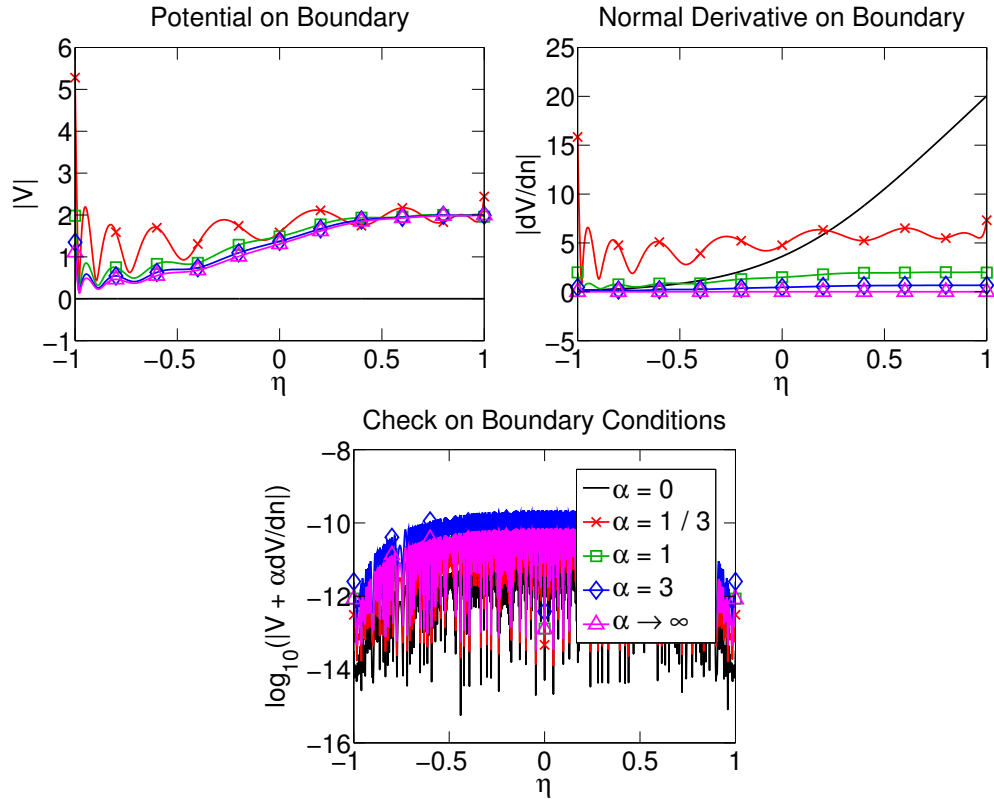 Potential on Boundary
6
5
4
3
2
1
0
−1
|V|
−1
−0.5
0
0.5
1
η
Normal Derivative on Boundary
25
20
15
10
5
0
−5
|dV/dn|
−1
−0.5
0
0.5
1
η
Check on Boundary Conditions
−8
−10
−12
−14
−16
log10(|V + αdV/dn|)
−1
−0.5
0
0.5
1
η
α = 0
α = 1 / 3
α = 1
α = 3
α → ∞